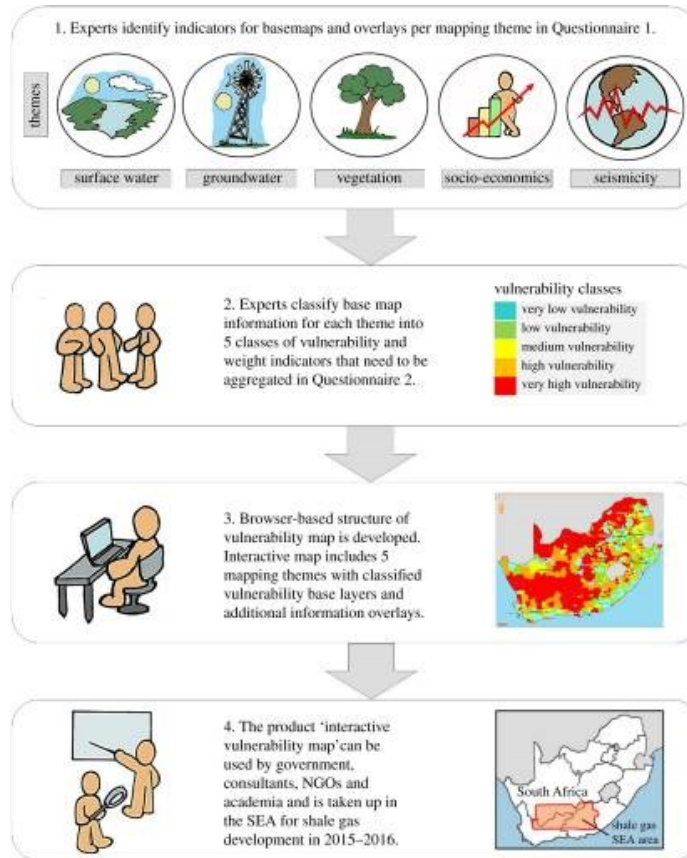 1. Experts identify indicators for basemaps and overlays per mapping theme in Questionnaire 1.
themes
surface water
groundwater
vegetation
socio-economics
seismicity
2. Experts classify base map
information for each theme into
5 classes of vulnerability and
weight indicators that need to be
aggregated in Questionnaire 2.
vulnerability classes
very low vulnerability
low vulnerability
medium vulnerability
high vulnerability
very high vulnerability
3. Browser-based structure of
vulnerability map is developed.
Interactive map includes 5
mapping themes with classified
vulnerability base layers and
additional information overlays.
4. The product ‘interactive
vulnerability map’can be
used by government,
consultants, NGOs and
academia and is taken up in
the SEA for shale gas
development in 2015–2016.
South Africa
shale gas
SEA area